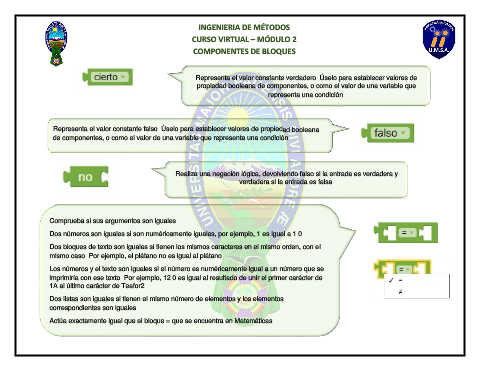 INGENIERIA DE MÉTODOS
CURSO VIRTUAL – MÓDULO 2
COMPONENTES DE BLOQUES
U.M.S.A.
cierto
Representa el valor constante verdadero Úselo para establecer valores de
propiedad booleana de componentes, o como el valor de una variable que
representa una condición
Representa el valor constante falso Úselo para establecer valores de propiedad booleana
de componentes, o como el valor de una variable que representa una condición
falso
no
Realiza una negación lógica, devolviendo falso si la entrada es verdadera y
verdadera si la entrada es falsa
Comprueba si sus argumentos son iguales
Dos números son iguales si son numéricamente iguales, por ejemplo, 1 es igual a 1 0
Dos bloques de texto son iguales si tienen los mismos caracteres en el mismo orden, con el
mismo caso Por ejemplo, el plátano no es igual al plátano
Los números y el texto son iguales si el número es numéricamente igual a un número que se
imprimiría con ese texto Por ejemplo, 12 0 es igual al resultado de unir el primer carácter de
1A al último carácter de Teafor2
Dos listas son iguales si tienen el mismo número de elementos y los elementos
correspondientes son iguales
Actúa exactamente igual que el bloque = que se encuentra en Matemáticas
=
=
✓ =
≠